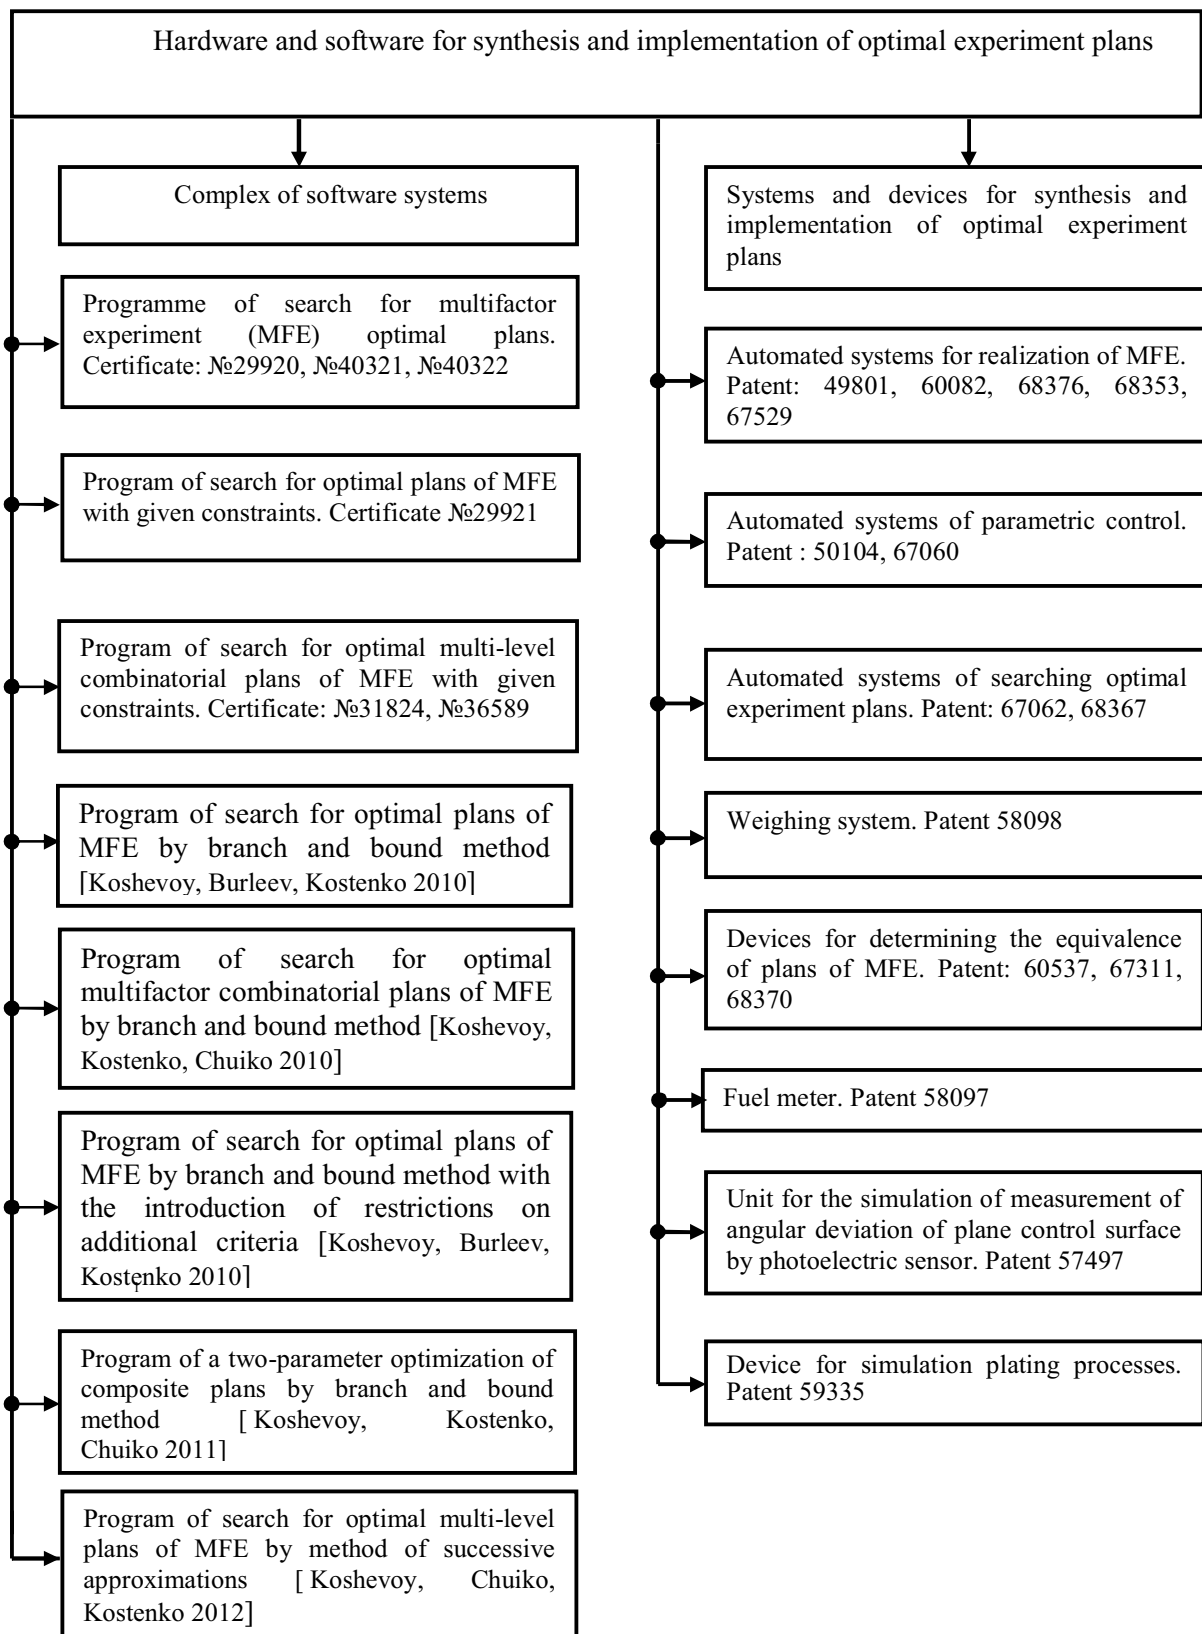 Hardware and software for synthesis and implementation of optimal experiment plans
Complex of software systems
Programme of search for multifactor
experiment (MFE) optimal plans.
Certificate: №29920, №40321, №40322
Program of search for optimal plans of MFE
with given constraints. Certificate №29921
Program of search for optimal multi-level
combinatorial plans of MFE with given
constraints. Certificate: №31824, №36589
Program of search for optimal plans of
MFE by branch and bound method
[Koshevoy, Burleev, Kostenko 2010]
Program of search for optimal
multifactor combinatorial plans of MFE
by branch and bound method [Koshevoy,
Kostenko, Chuiko 2010]
Program of search for optimal plans of
MFE by branch and bound method with
the introduction of restrictions on
additional criteria [Koshevoy, Burleev,
Kostenko 2010]
Program of a two-parameter optimization of
composite plans by branch and bound
method [ Koshevoy, Kostenko,
Chuiko 2011]
Program of search for optimal multi-level
plans of MFE by method of successive
approximations [ Koshevoy, Chuiko,
Kostenko 2012]
Systems and devices for synthesis and
implementation of optimal experiment
plans
Automated systems for realization of MFE.
Patent: 49801, 60082, 68376, 68353,
67529
Automated systems of parametric control.
Patent : 50104, 67060
Automated systems of searching optimal
experiment plans. Patent: 67062, 68367
Weighing system. Patent 58098
Devices for determining the equivalence
of plans of MFE. Patent: 60537, 67311,
68370
Fuel meter. Patent 58097
Unit for the simulation of measurement of
angular deviation of plane control surface
by photoelectric sensor. Patent 57497
Device for simulation plating processes.
Patent 59335